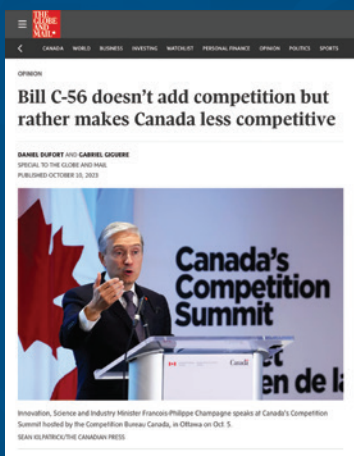 THE
GLOBE
AND
MAIL
CANADA WORLD BUSINESS INVESTING WATCHLIST PERSONAL FINANCE OPINION POLITICS SPORTS
OPINION
Bill C-56 doesn't add competition but
rather makes Canada less competitive
DANIEL DUFORT AND GABRIEL GIGUERE
SPECIAL TO THE GLOBE AND MAIL
PUBLISHED OCTOBER 10, 2023
Canada's
Competition
Summit
et
en de la
Canada
Innovation, Science and Industry Minister Francois-Philippe Champagne speaks at Canada's Competition
Summit hosted by the Competition Bureau Canada, in Ottawa on Oct. 5.
SEAN KILPATRICK/THE CANADIAN PRESS